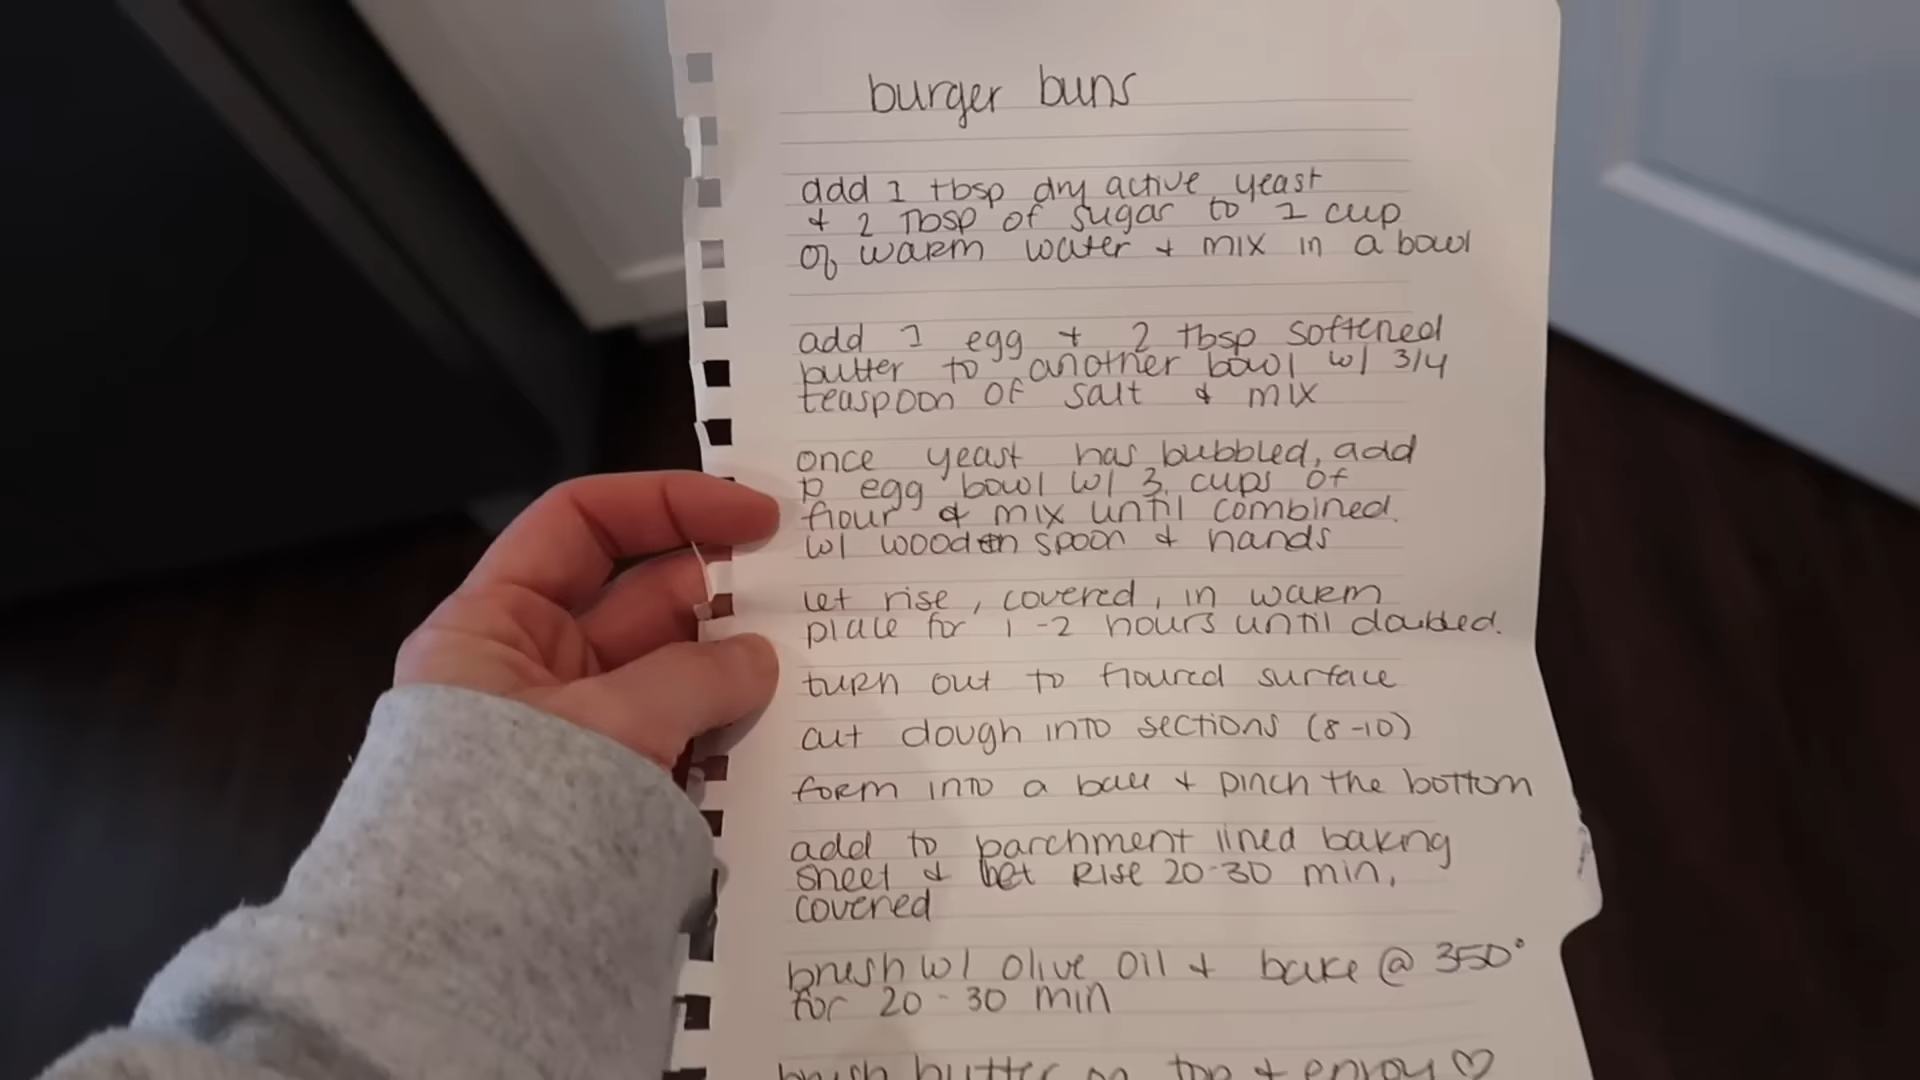 burger buns
add 1 tbsp dry active yeast
+ 2 Tbsp of sugar to 1 cup
of warm water + mix in a bowl
add 1 egg + 2 tbsp softened
butter to another bowl w/ 3/4
teaspoon of salt & mix
once yeast has bubbled, add
to egg bowl w/ 3 cups of
flour & mix until combined.
w/ wooden spoon & hands
let rise, covered, in warm
place for 1-2 hours until doubled.
turn out to floured surface
cut dough into sections (8-10)
form into a ball + pinch the bottom
add to parchment lined baking
sheet & let Rise 20-30 min,
covered
brush w/ olive oil + bake @ 350°
for 20-30 min
brush butter on top + enjoy ♡